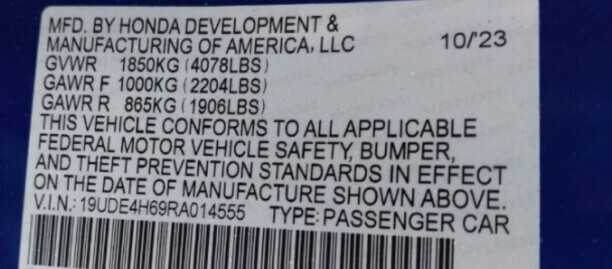 MFD. BY HONDA DEVELOPMENT &
MANUFACTURING OF AMERICA, LLC 10/'23
GVWR 1850KG (4078LBS)
GAWR F 1000KG (2204LBS)
GAWR R 865KG (1906LBS)
THIS VEHICLE CONFORMS TO ALL APPLICABLE
FEDERAL MOTOR VEHICLE SAFETY, BUMPER,
AND THEFT PREVENTION STANDARDS IN EFFECT
ON THE DATE OF MANUFACTURE SHOWN ABOVE.
V.I.N.: 19UDE4H69RA014555 TYPE: PASSENGER CAR